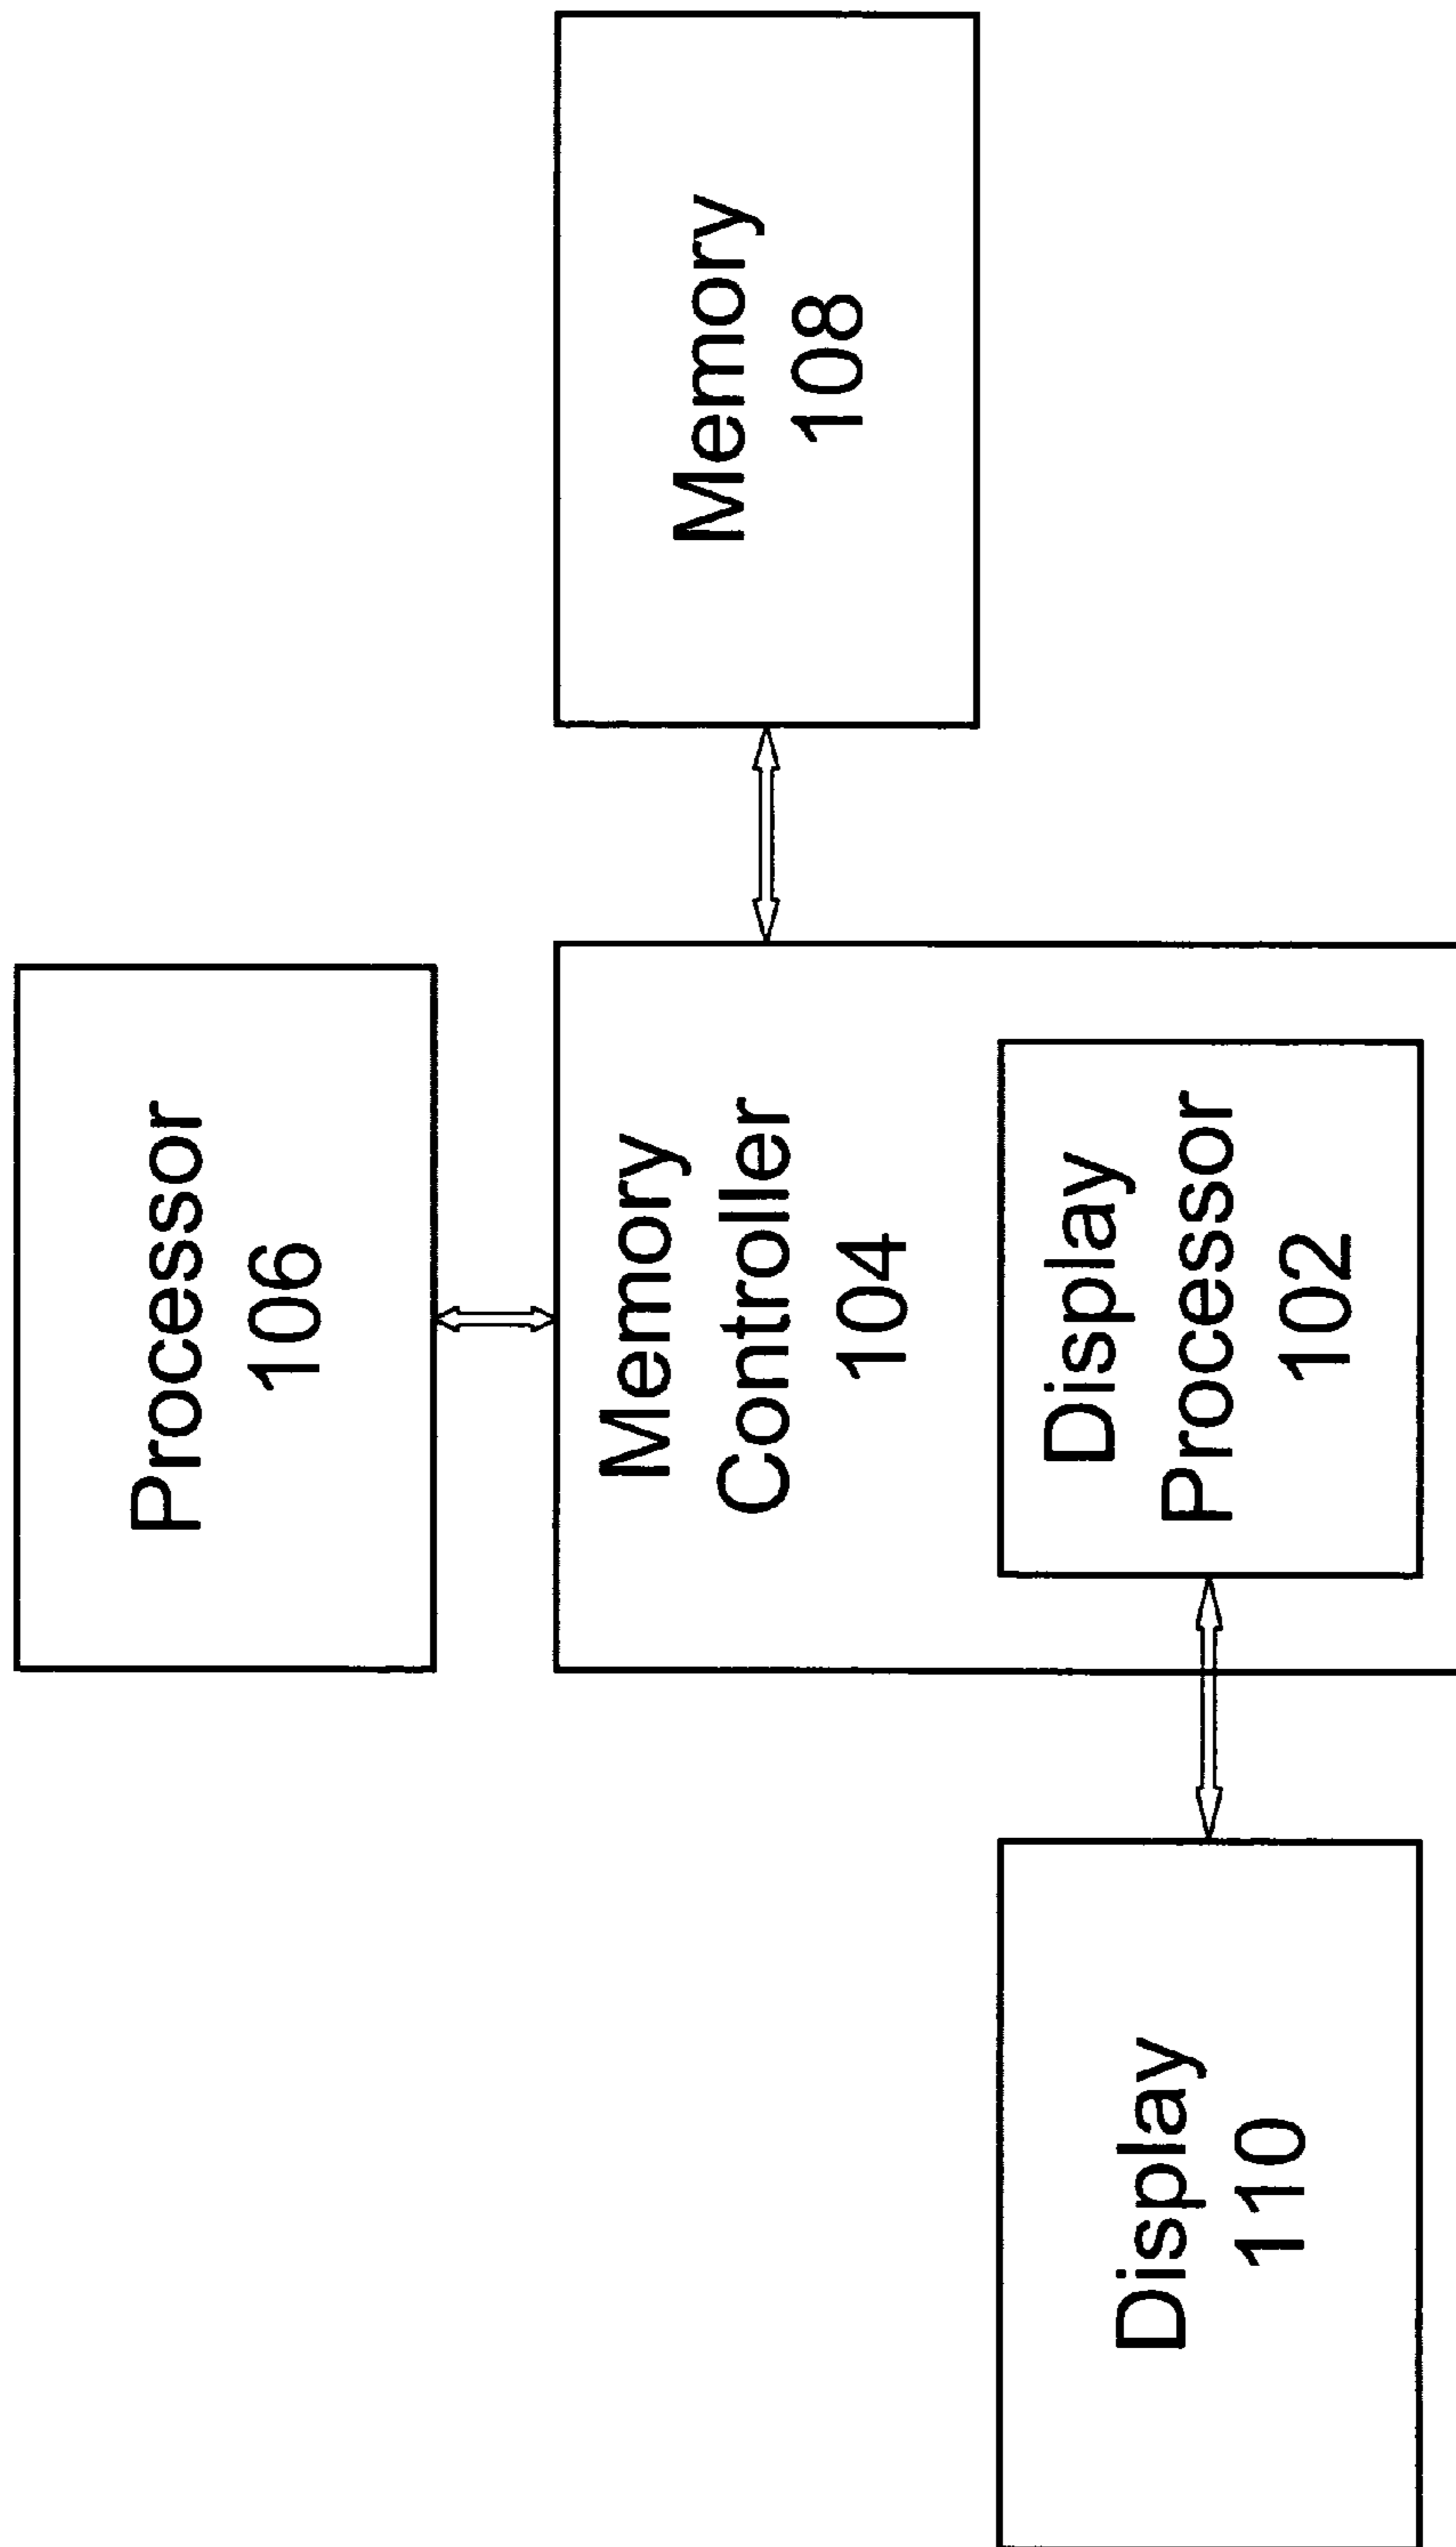 Processor
106
Memory
Controller
104
Display
Processor
102
Memory
108
Display
110